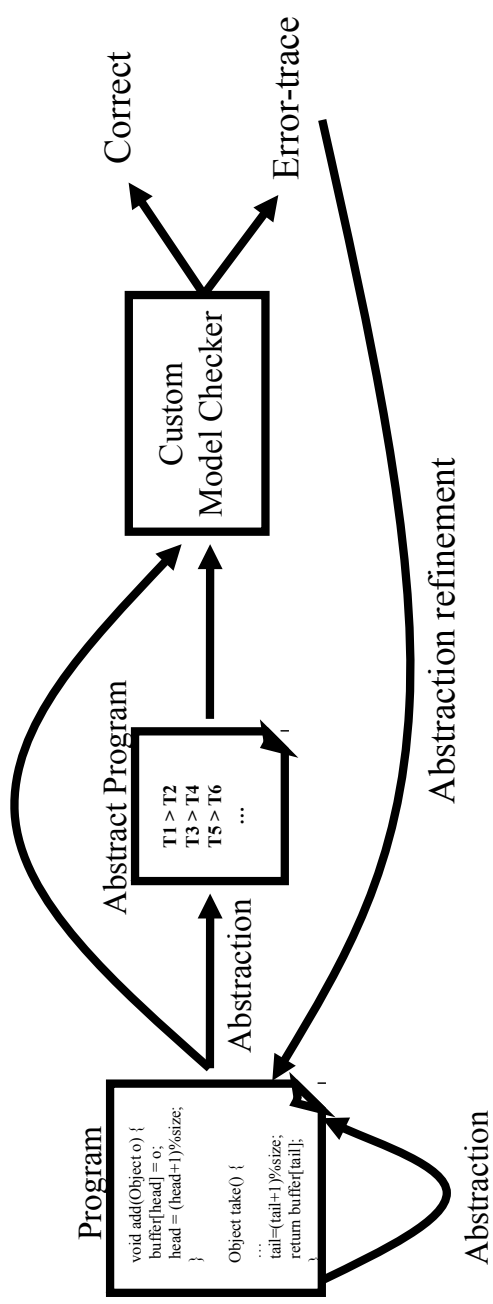 Program
void add(Object o) {
buffer[head] = o;
head = (head+1)%size;
}
Object take() {
…
tail=(tail+1)%size;
return buffer[tail];
}
Abstraction
Abstraction
Abstract Program
T1 > T2
T3 > T4
T5 > T6
…
Custom
Model Checker
Correct
Error-trace
Abstraction refinement